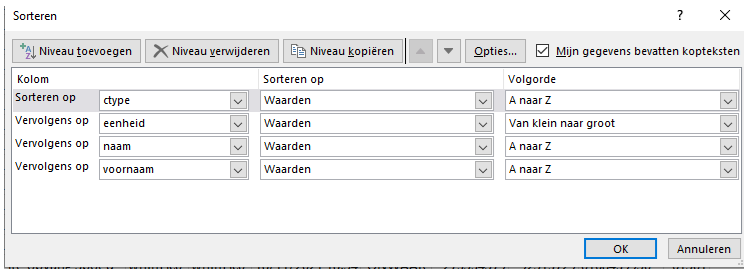 Sorteren
? ×
Niveau toevoegen Niveau verwijderen Niveau kopiëren Opties... Mijn gegevens bevatten kopteksten
Kolom Sorteren op Volgorde
Sorteren op ctype Waarden A naar Z
Vervolgens op eenheid Waarden Van klein naar groot
Vervolgens op naam Waarden A naar Z
Vervolgens op voornaam Waarden A naar Z
OK Annuleren